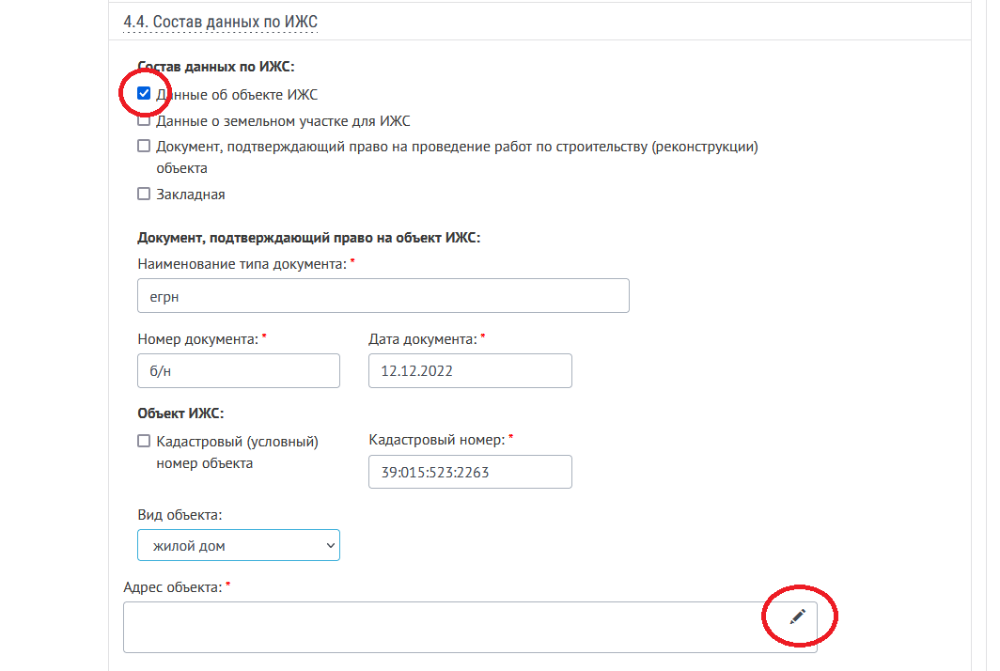 4.4. Состав данных по ИЖС
Состав данных по ИЖС:
Данные об объекте ИЖС
Данные о земельном участке для ИЖС
Документ, подтверждающий право на проведение работ по строительству (реконструкции)
объекта
Закладная
Документ, подтверждающий право на объект ИЖС:
Наименование типа документа: *
егрн
Номер документа: * Дата документа: *
б/н 12.12.2022
Объект ИЖС:
Кадастровый (условный) Кадастровый номер: *
номер объекта
39:015:523:2263
Вид объекта:
жилой дом
Адрес объекта: *